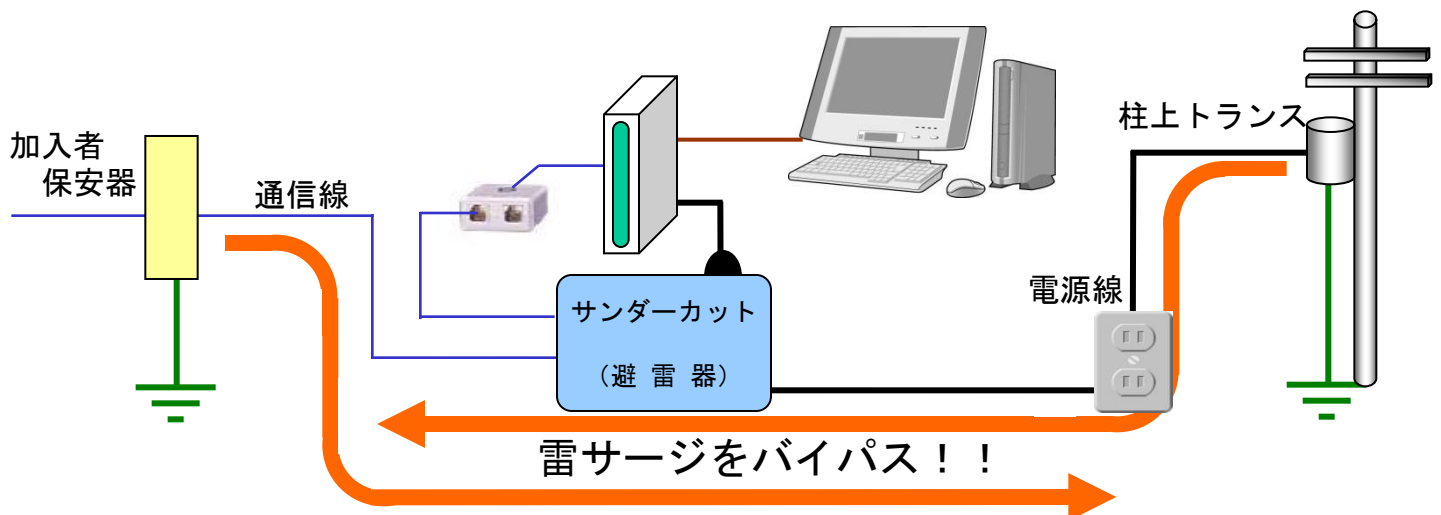 加入者
保安器
通信線
サンダーカット
(避 雷 器)
電源線
柱上トランス
雷サージをバイパス!!